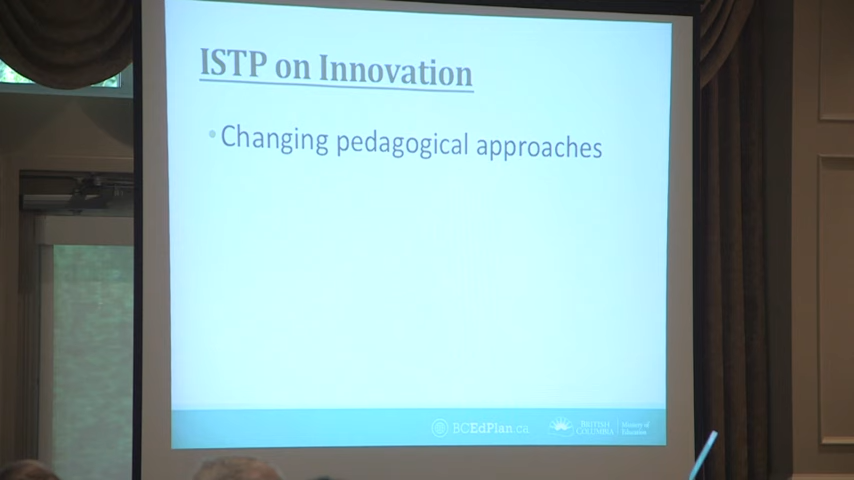 ISTP on Innovation
• Changing pedagogical approaches
BCEdPlan.ca
BRITISH COLUMBIA
Ministry of Education